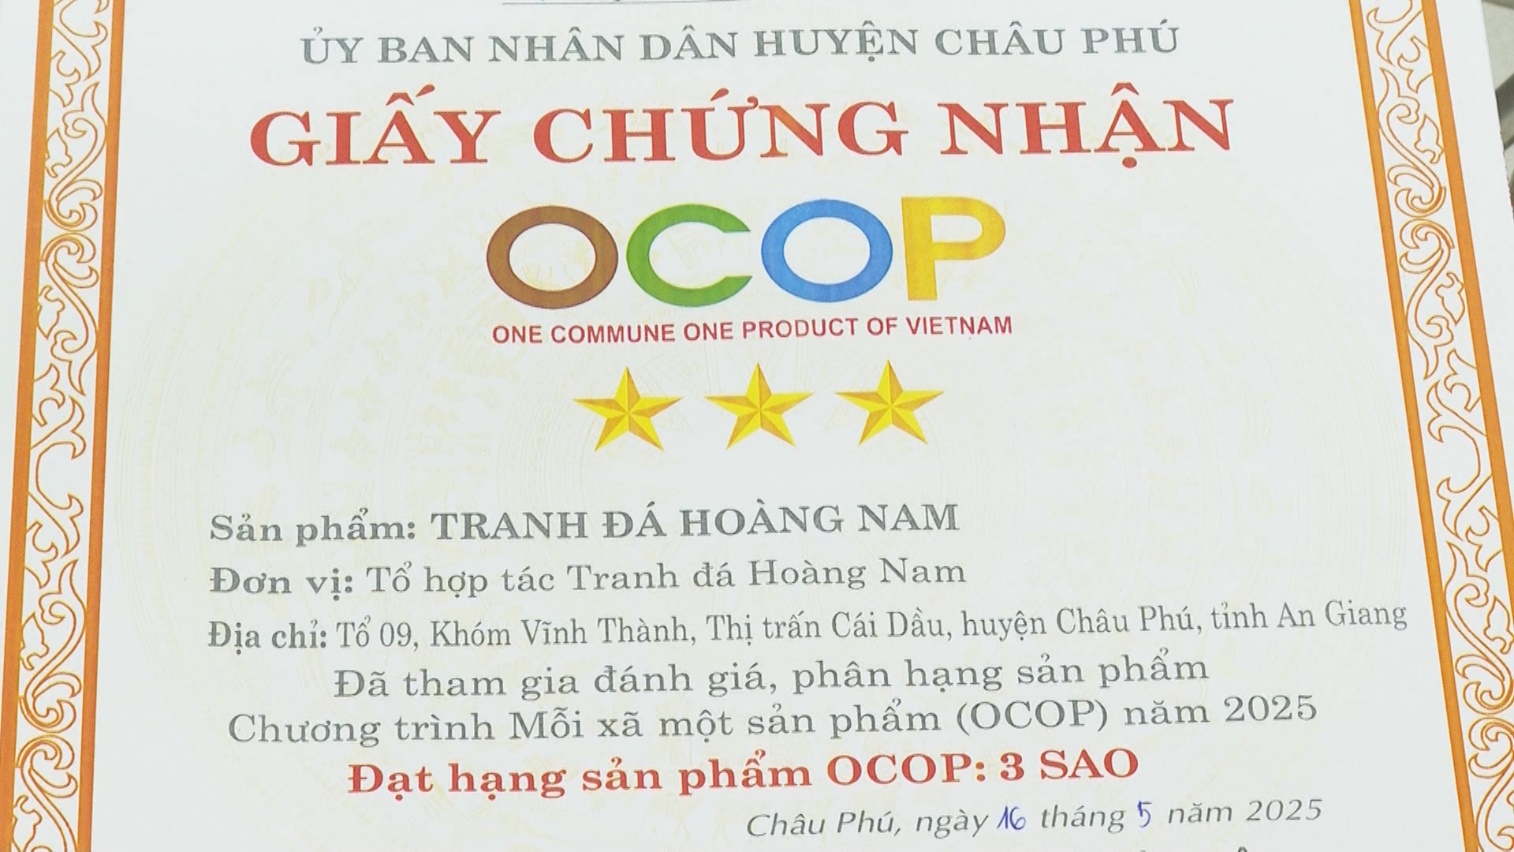 ỦY BAN NHÂN DÂN HUYỆN CHÂU PHÚ
GIẤY CHỨNG NHẬN
OCOP
ONE COMMUNE ONE PRODUCT OF VIETNAM
Sản phẩm: TRANH ĐÁ HOÀNG NAM
Đơn vị: Tổ hợp tác Tranh đá Hoàng Nam
Địa chỉ: Tổ 09, Khóm Vĩnh Thành, Thị trấn Cái Dầu, huyện Châu Phú, tỉnh An Giang
Đã tham gia đánh giá, phân hạng sản phẩm
Chương trình Mỗi xã một sản phẩm (OCOP) năm 2025
Đạt hạng sản phẩm OCOP: 3 SAO
Châu Phú, ngày 16 tháng 5 năm 2025